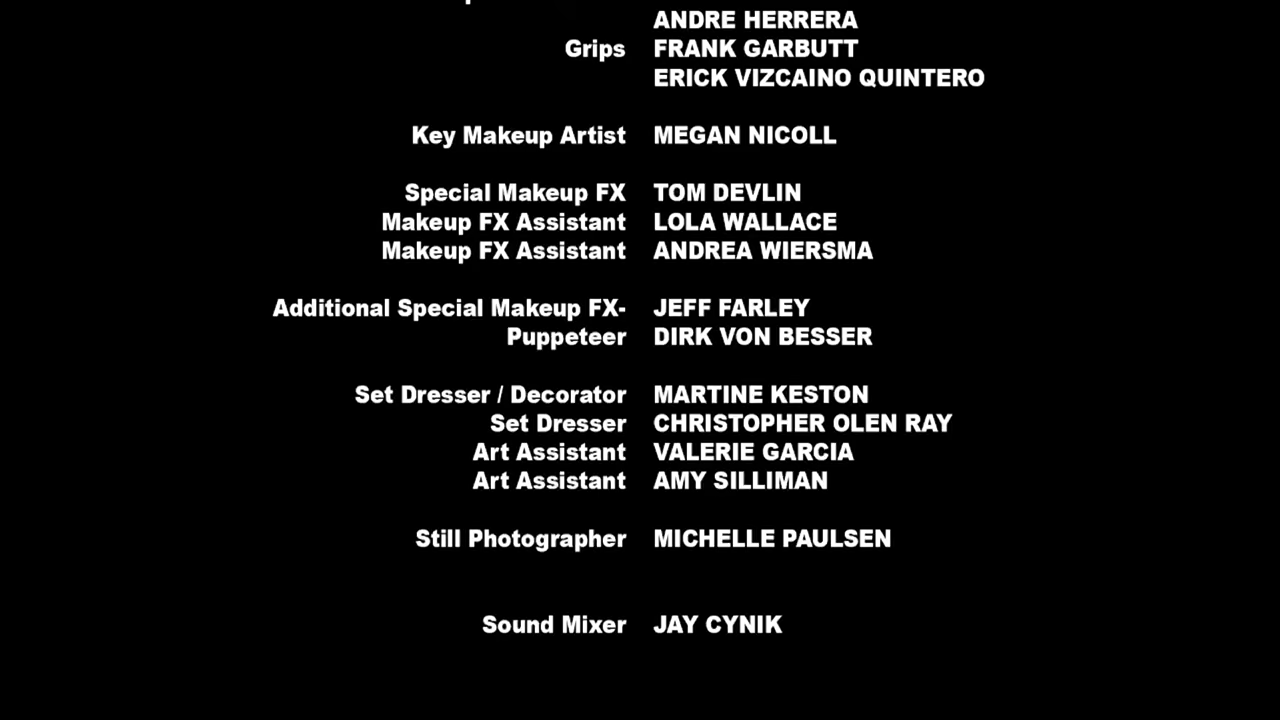 ANDRE HERRERA
Grips FRANK GARBUTT
ERICK VIZCAINO QUINTERO
Key Makeup Artist MEGAN NICOLL
Special Makeup FX TOM DEVLIN
Makeup FX Assistant LOLA WALLACE
Makeup FX Assistant ANDREA WIERSMA
Additional Special Makeup FX- JEFF FARLEY
Puppeteer DIRK VON BESSER
Set Dresser / Decorator MARTINE KESTON
Set Dresser CHRISTOPHER OLEN RAY
Art Assistant VALERIE GARCIA
Art Assistant AMY SILLIMAN
Still Photographer MICHELLE PAULSEN
Sound Mixer JAY CYNIK